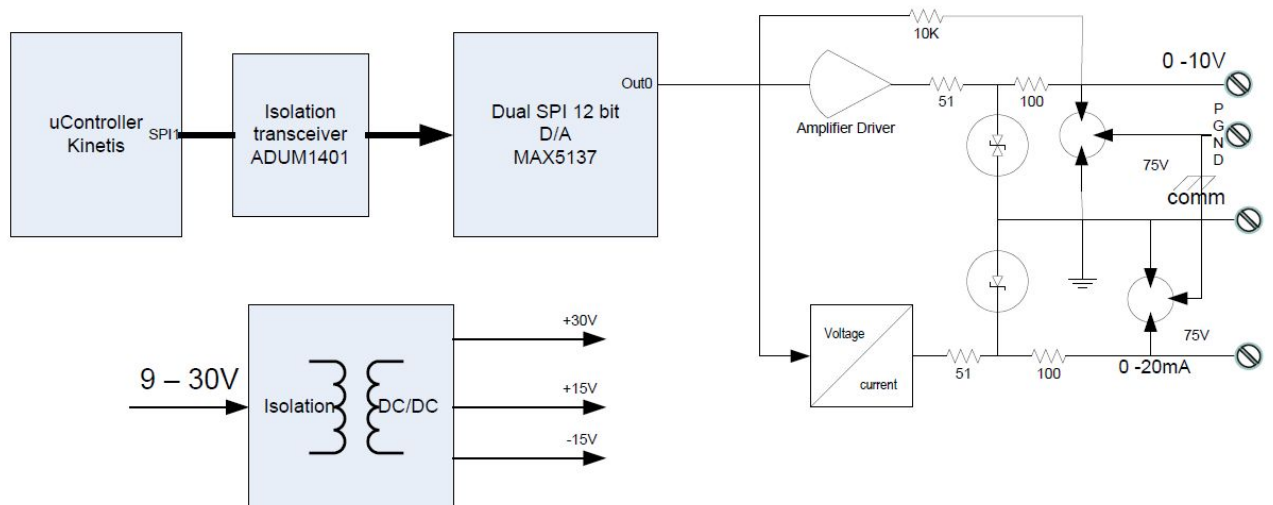 uController
Kinetis
SPI1
Isolation
transceiver
ADUM1401
Dual SPI 12 bit
D/A
MAX5137
Out0
10K
Amplifier Driver
51
100
0 -10V
P
G
N
D
75V
comm
9 – 30V
Isolation
DC/DC
+30V
+15V
-15V
Voltage
current
51
100
75V
0 -20mA